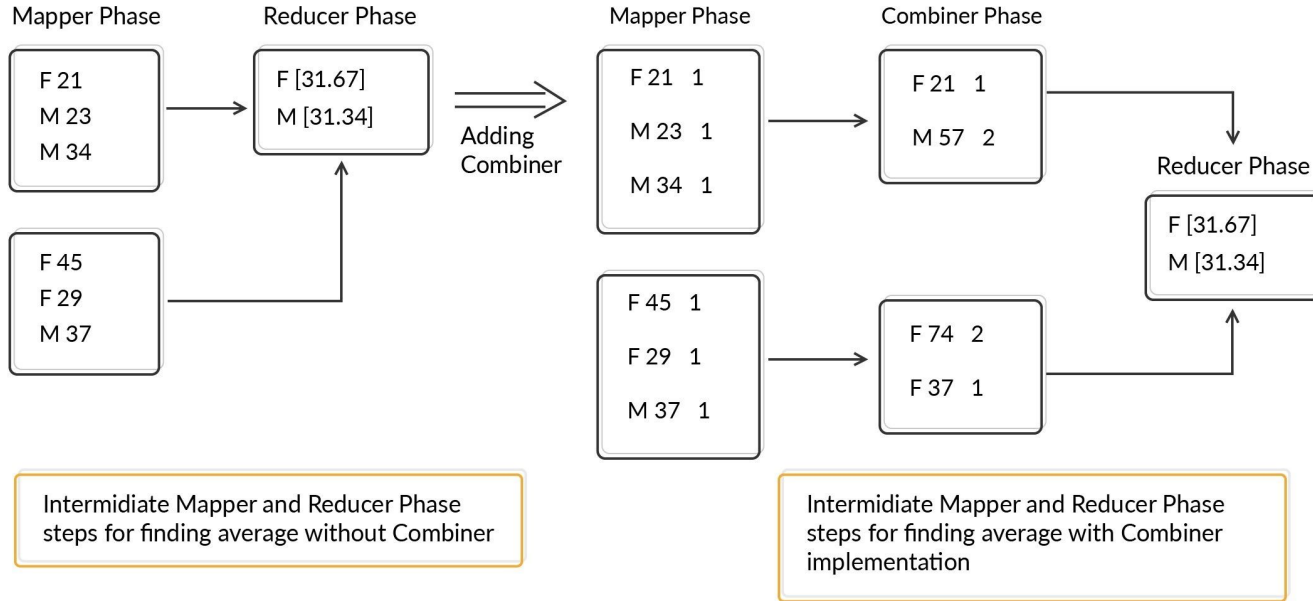 Mapper Phase
F 21
M 23
M 34
F 45
F 29
M 37
Reducer Phase
F [31.67]
M [31.34]
Adding
Combiner
Mapper Phase
F 21 1
M 23 1
M 34 1
F 45 1
F 29 1
M 37 1
Combiner Phase
F 21 1
M 57 2
F 74 2
F 37 1
Reducer Phase
F [31.67]
M [31.34]
Intermidiate Mapper and Reducer Phase
steps for finding average without Combiner
Intermidiate Mapper and Reducer Phase
steps for finding average with Combiner
implementation